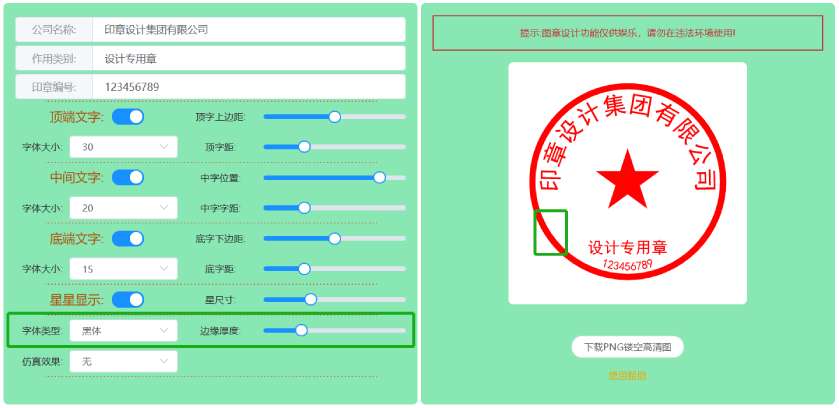 公司名称: 印章设计集团有限公司
作用类别: 设计专用章
印章编号: 123456789
顶端文字: 顶字上边距:
字体大小: 30 顶字距:
中间文字: 中字位置:
字体大小: 20 中字字距:
底端文字: 底字下边距:
字体大小: 15 底字距:
星星显示: 星尺寸:
字体类型: 黑体 边缘厚度:
仿真效果: 无
提示:图章设计功能仅供娱乐，请勿在违法环境使用!
印章设计集团有限公司
设计专用章
123456789
下载PNG镂空高清图